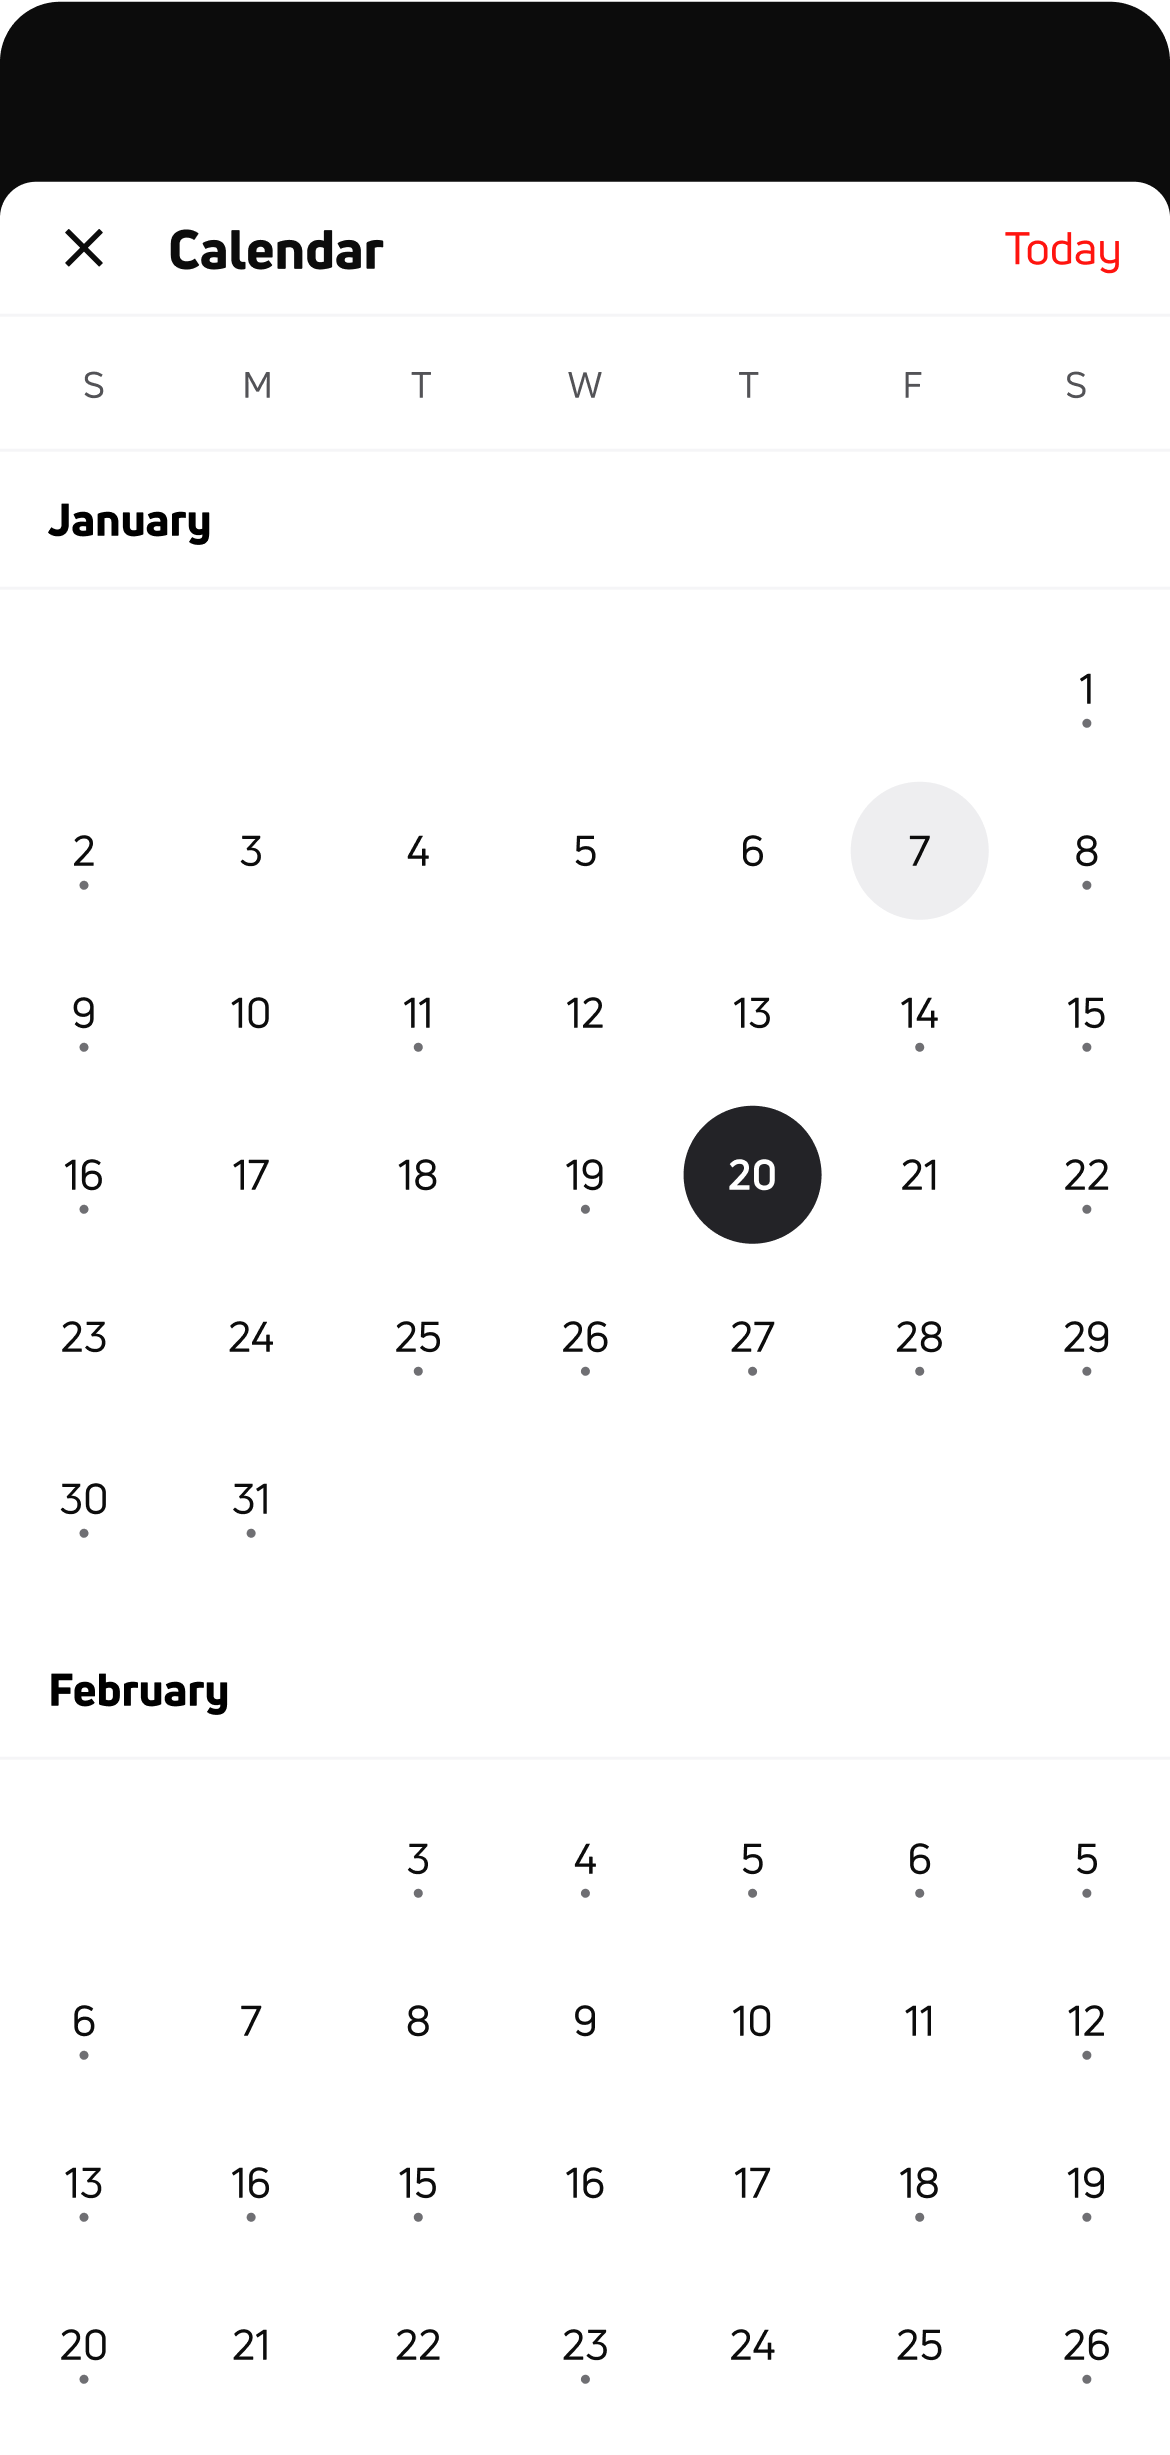 Calendar Today
S M T W T F S
January
1
2 3 4 5 6 7 8
9 10 11 12 13 14 15
16 17 18 19 20 21 22
23 24 25 26 27 28 29
30 31
February
3 4 5 6 5
6 7 8 9 10 11 12
13 16 15 16 17 18 19
20 21 22 23 24 25 26